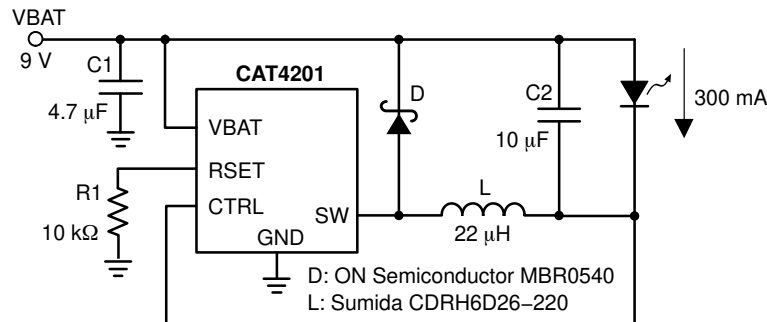 VBAT
9 V
C1
4.7 μF
CAT4201
VBAT
RSET
CTRL
SW
GND
R1
10 kΩ
D
C2
10 μF
L
22 μH
300 mA
D: ON Semiconductor MBR0540
L: Sumida CDRH6D26−220